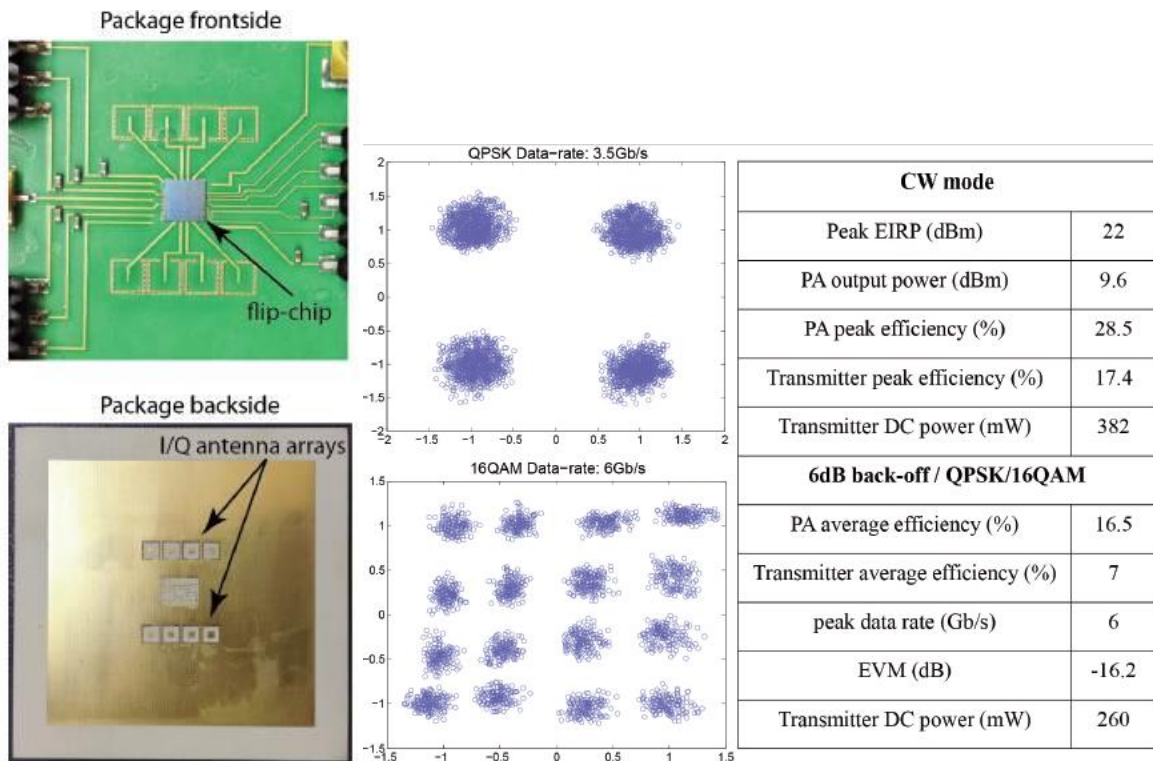 Package frontside
flip-chip
Package backside
I/Q antenna arrays
QPSK Data-rate: 3.5Gb/s
2
1.5
1
0.5
0
-0.5
-1
-1.5
-2
-2 -1.5 -1 -0.5 0 0.5 1 1.5 2
16QAM Data-rate: 6Gb/s
1.5
1
0.5
0
-0.5
-1
-1.5
-1.5 -1 -0.5 0 0.5 1 1.5
CW mode
Peak EIRP (dBm) 22
PA output power (dBm) 9.6
PA peak efficiency (%) 28.5
Transmitter peak efficiency (%) 17.4
Transmitter DC power (mW) 382
6dB back-off / QPSK/16QAM
PA average efficiency (%) 16.5
Transmitter average efficiency (%) 7
peak data rate (Gb/s) 6
EVM (dB) -16.2
Transmitter DC power (mW) 260